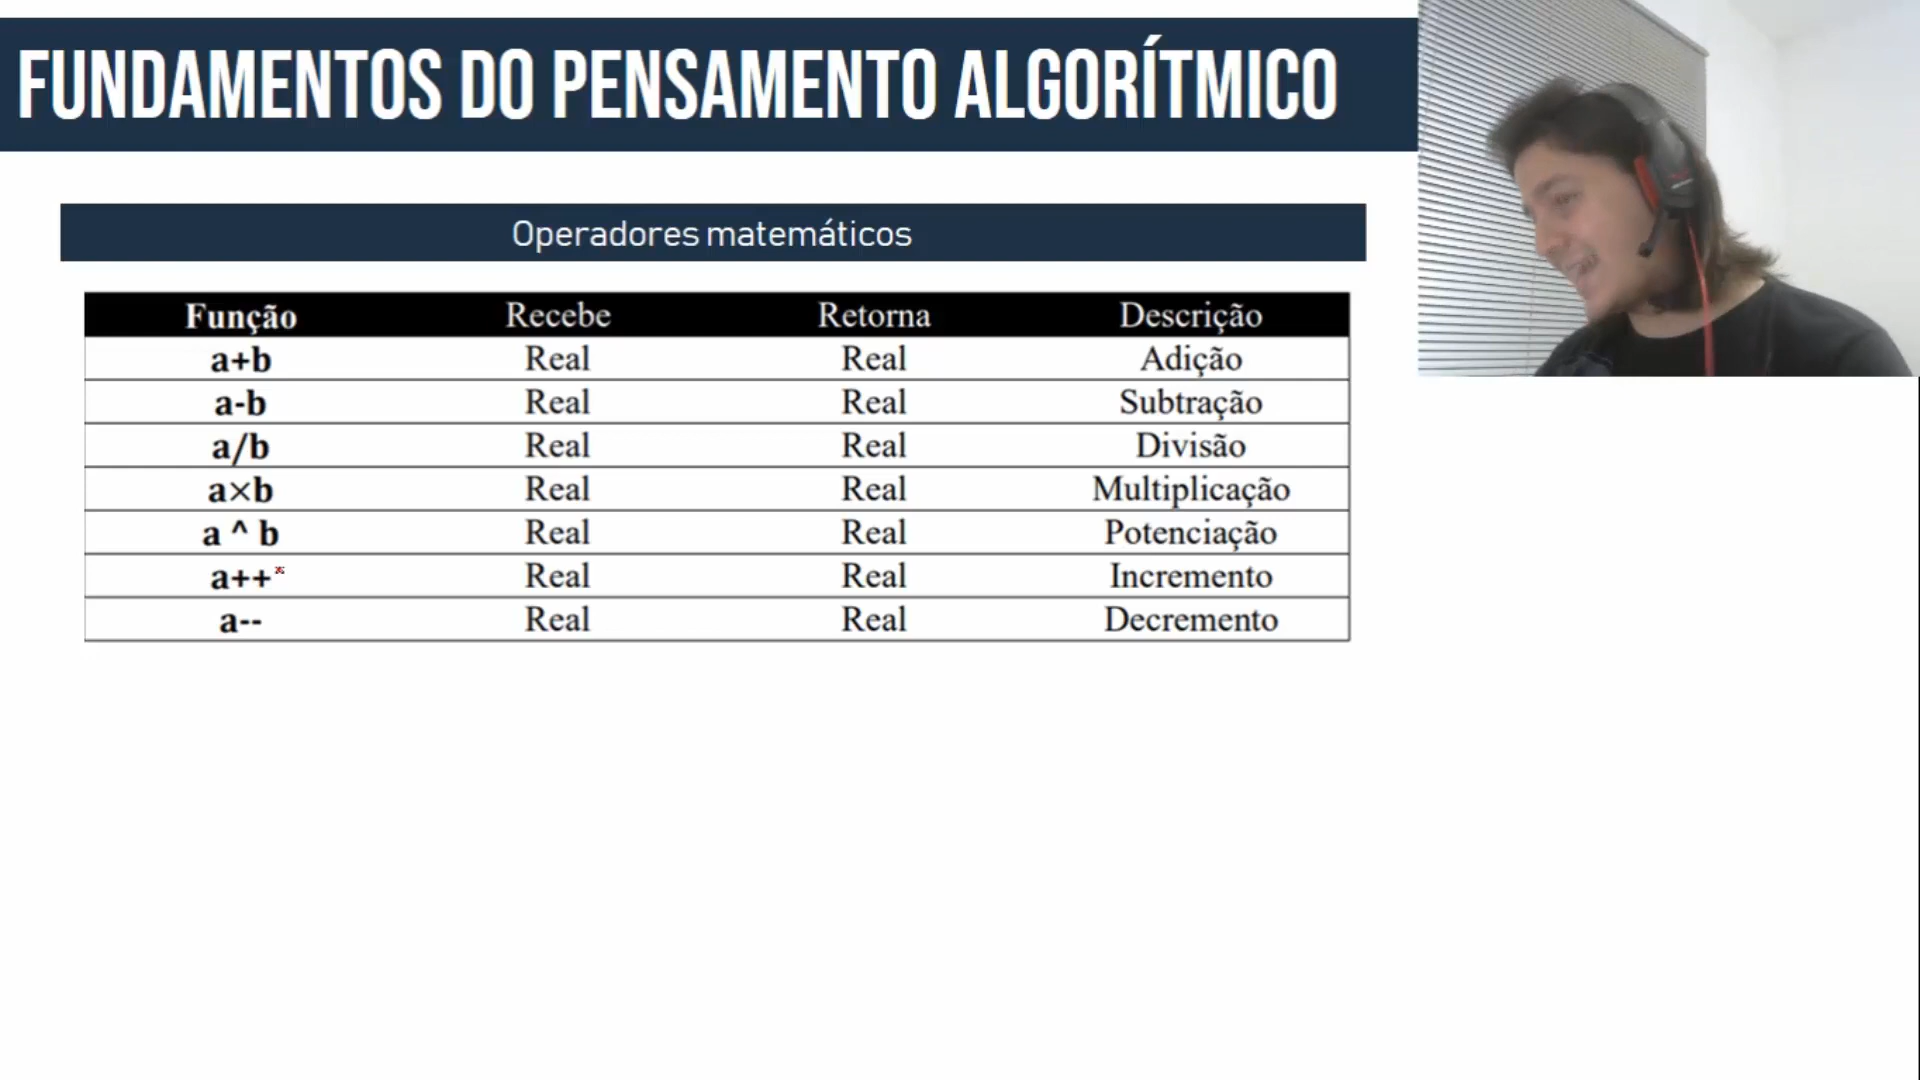 FUNDAMENTOS DO PENSAMENTO ALGORÍTMICO
Operadores matemáticos
Função Recebe Retorna Descrição
a+b Real Real Adição
a-b Real Real Subtração
a/b Real Real Divisão
a×b Real Real Multiplicação
a ^ b Real Real Potenciação
a++ Real Real Incremento
a-- Real Real Decremento